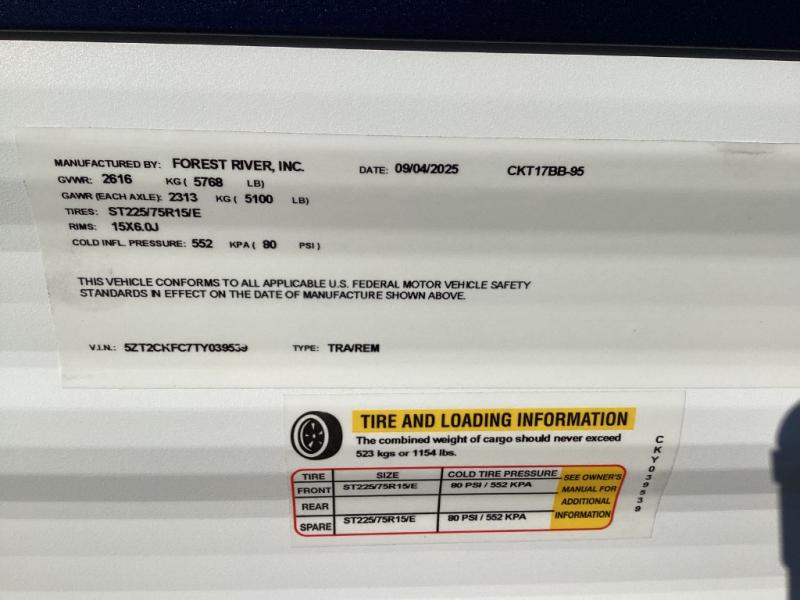 MANUFACTURED BY: FOREST RIVER, INC. DATE: 09/04/2025 CKT17BB-95
GVWR: 2616 KG ( 5768 LB)
GAWR (EACH AXLE): 2313 KG ( 5100 LB)
TIRES: ST225/75R15/E
RIMS: 15X6.0J
COLD INFL. PRESSURE: 552 KPA ( 80 PSI )
THIS VEHICLE CONFORMS TO ALL APPLICABLE U.S. FEDERAL MOTOR VEHICLE SAFETY
STANDARDS IN EFFECT ON THE DATE OF MANUFACTURE SHOWN ABOVE.
V.I.N.: 5ZT2CKFC7TY039539 TYPE: TRA/REM
TIRE AND LOADING INFORMATION
The combined weight of cargo should never exceed
523 kgs or 1154 lbs.
TIRE SIZE COLD TIRE PRESSURE SEE OWNER'S
FRONT ST225/75R15/E 80 PSI / 552 KPA MANUAL FOR
REAR ADDITIONAL
SPARE ST225/75R15/E 80 PSI / 552 KPA INFORMATION
CKY039539